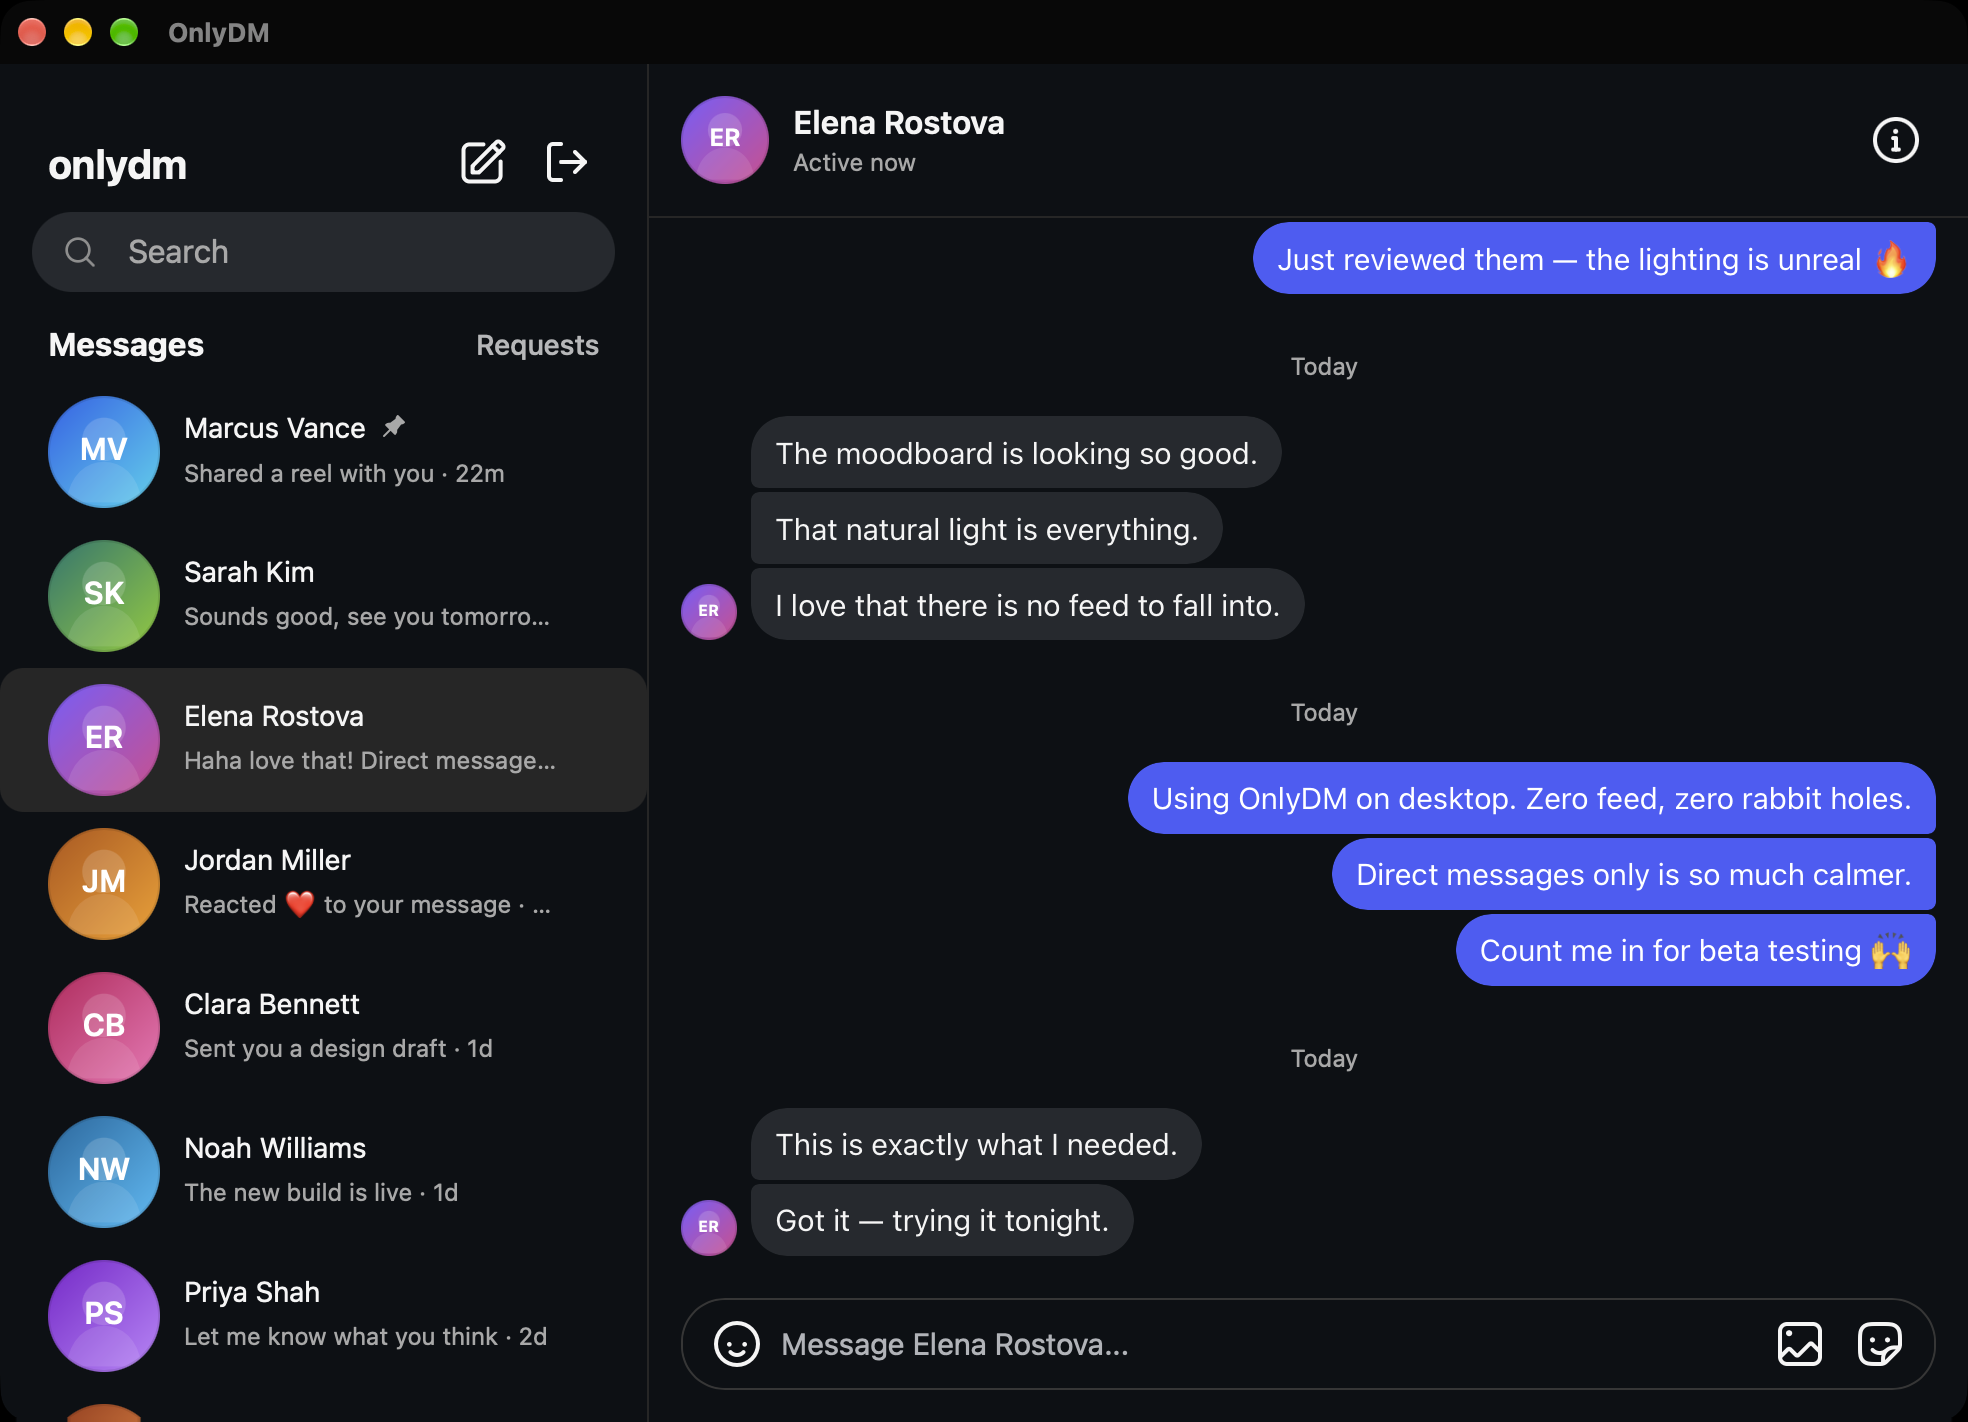 OnlyDM
onlydm
Search
Messages
Requests
MV
Marcus Vance
Shared a reel with you · 22m
SK
Sarah Kim
Sounds good, see you tomorro...
ER
Elena Rostova
Haha love that! Direct message...
JM
Jordan Miller
Reacted ❤️ to your message · ...
CB
Clara Bennett
Sent you a design draft · 1d
NW
Noah Williams
The new build is live · 1d
PS
Priya Shah
Let me know what you think · 2d
ER
Elena Rostova
Active now
Just reviewed them — the lighting is unreal 🔥
Today
The moodboard is looking so good.
That natural light is everything.
ER
I love that there is no feed to fall into.
Today
Using OnlyDM on desktop. Zero feed, zero rabbit holes.
Direct messages only is so much calmer.
Count me in for beta testing 🙌
Today
This is exactly what I needed.
ER
Got it — trying it tonight.
Message Elena Rostova...